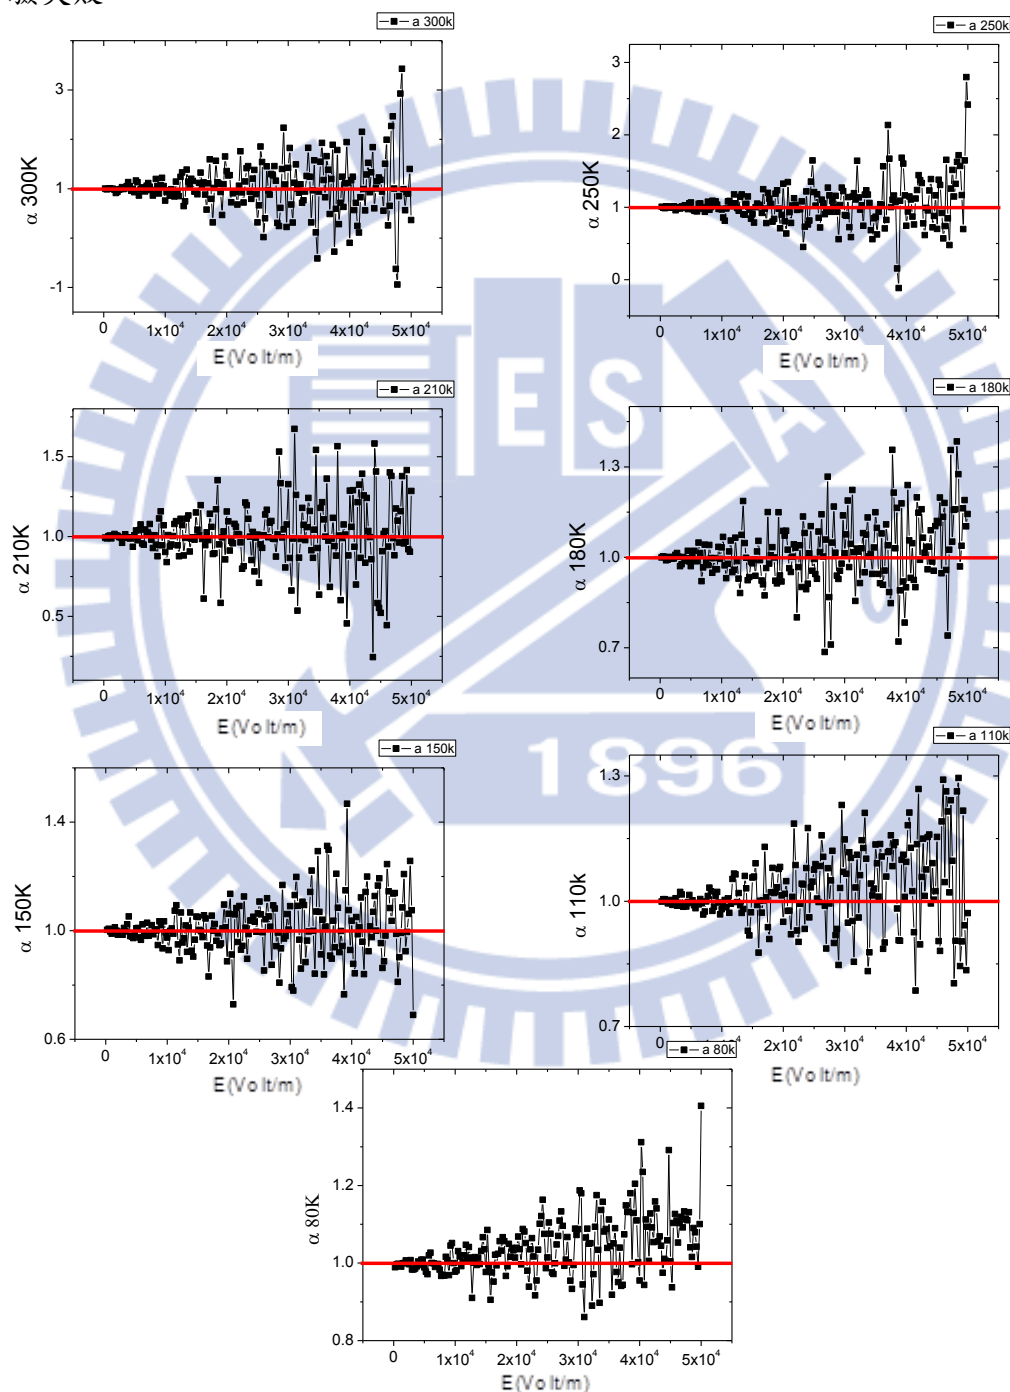 a 300k
a 250k
3
1
-1
α 300K
0 1x10⁴ 2x10⁴ 3x10⁴ 4x10⁴ 5x10⁴
E(Volt/m)
3
2
1
0
α 250K
0 1x10⁴ 2x10⁴ 3x10⁴ 4x10⁴ 5x10⁴
E(Volt/m)
ESA
a 210k
a 180k
1.5
1.0
0.5
α 210K
0 1x10⁴ 2x10⁴ 3x10⁴ 4x10⁴ 5x10⁴
E(Volt/m)
1.3
1.0
0.7
α 180K
0 1x10⁴ 2x10⁴ 3x10⁴ 4x10⁴ 5x10⁴
E(Volt/m)
1896
a 150k
a 110k
1.4
1.0
0.6
α 150K
0 1x10⁴ 2x10⁴ 3x10⁴ 4x10⁴ 5x10⁴
E(Volt/m)
1.3
1.0
0.7
α 110k
0 1x10⁴ 2x10⁴ 3x10⁴ 4x10⁴ 5x10⁴
E(Volt/m)
a 80k
1.4
1.2
1.0
0.8
α 80K
0 1x10⁴ 2x10⁴ 3x10⁴ 4x10⁴ 5x10⁴
E(Volt/m)